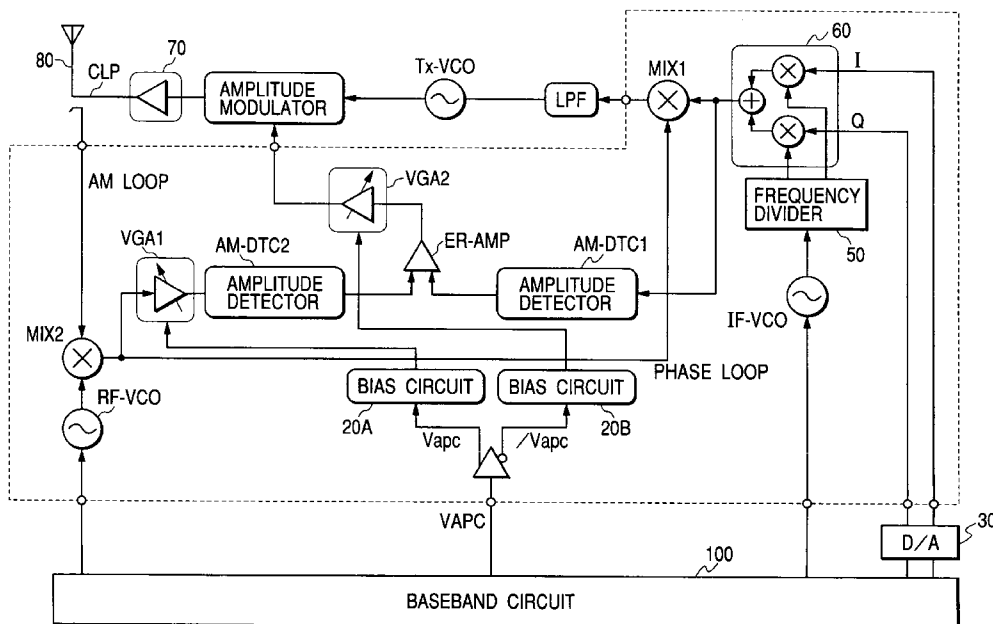 60
70
80
CLP
AMPLITUDE
MODULATOR
Tx-VCO
LPF
MIX1
I
Q
AM LOOP
VGA2
FREQUENCY
DIVIDER
50
VGA1
AM-DTC2
ER-AMP
AM-DTC1
AMPLITUDE
DETECTOR
AMPLITUDE
DETECTOR
IF-VCO
MIX2
PHASE LOOP
RF-VCO
BIAS CIRCUIT
BIAS CIRCUIT
20A
20B
Vapc
/Vapc
VAPC
30
D/A
100
BASEBAND CIRCUIT